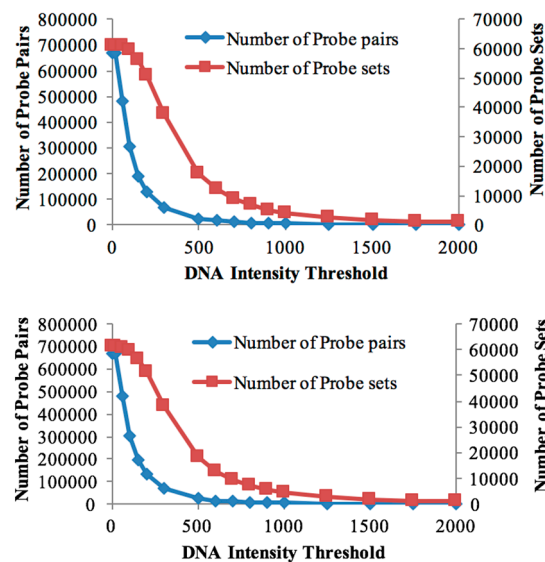 800000
700000
600000
500000
400000
300000
200000
100000
0
Number of Probe Pairs
Number of Probe pairs
Number of Probe sets
70000
60000
50000
40000
30000
20000
10000
0
Number of Probe Sets
0 500 1000 1500 2000
DNA Intensity Threshold
800000
700000
600000
500000
400000
300000
200000
100000
0
Number of Probe Pairs
Number of Probe pairs
Number of Probe sets
70000
60000
50000
40000
30000
20000
10000
0
Number of Probe Sets
0 500 1000 1500 2000
DNA Intensity Threshold